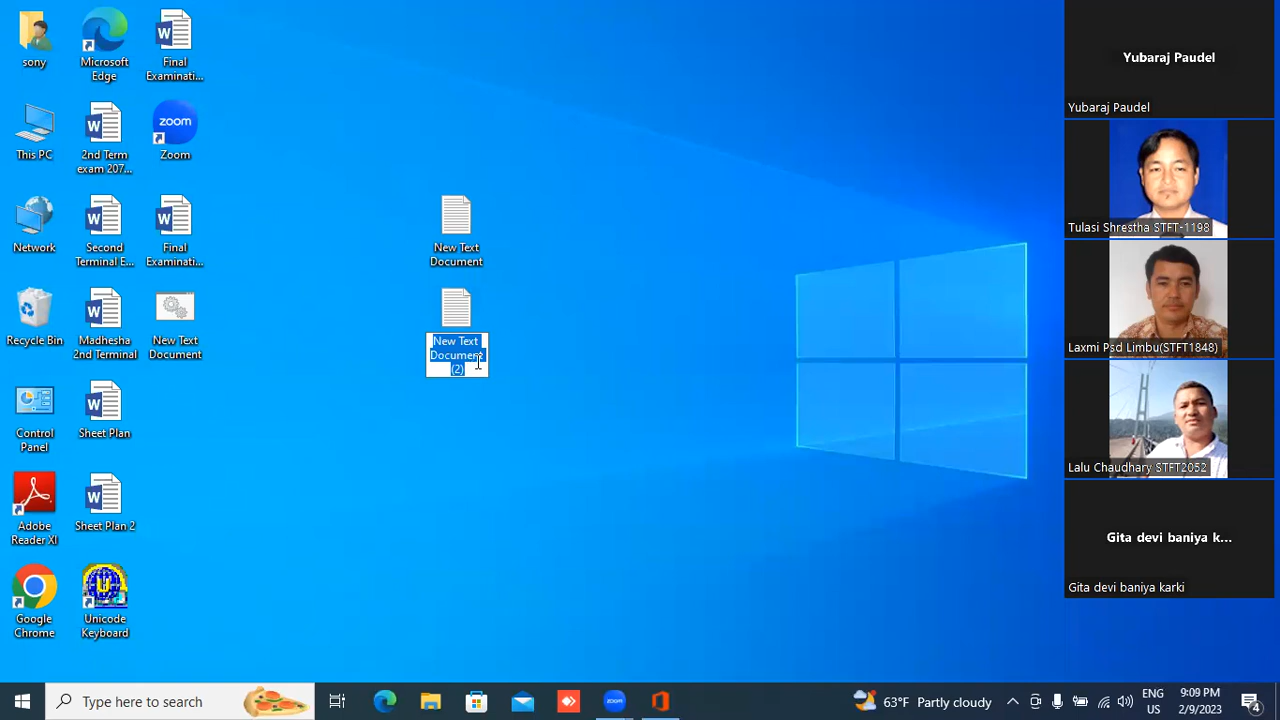 sony
Microsoft
Edge
Final
Examinati...
This PC
2nd Term
exam 207...
zoom
Zoom
Network
Second
Terminal E...
Final
Examinati...
Recycle Bin
Madhesha
2nd Terminal
New Text
Document
Control
Panel
Sheet Plan
Adobe
Reader XI
Sheet Plan 2
Google
Chrome
Unicode
Keyboard
New Text
Document
New Text
Document
(2)
Yubaraj Paudel
Yubaraj Paudel
Tulasi Shrestha STFT-1198
Laxmi Psd Limbu(STFT1848)
Lalu Chaudhary STFT2052
Gita devi baniya k...
Gita devi baniya karki
Type here to search
zoom
63°F Partly cloudy
ENG
US
9:09 PM
2/9/2023
4